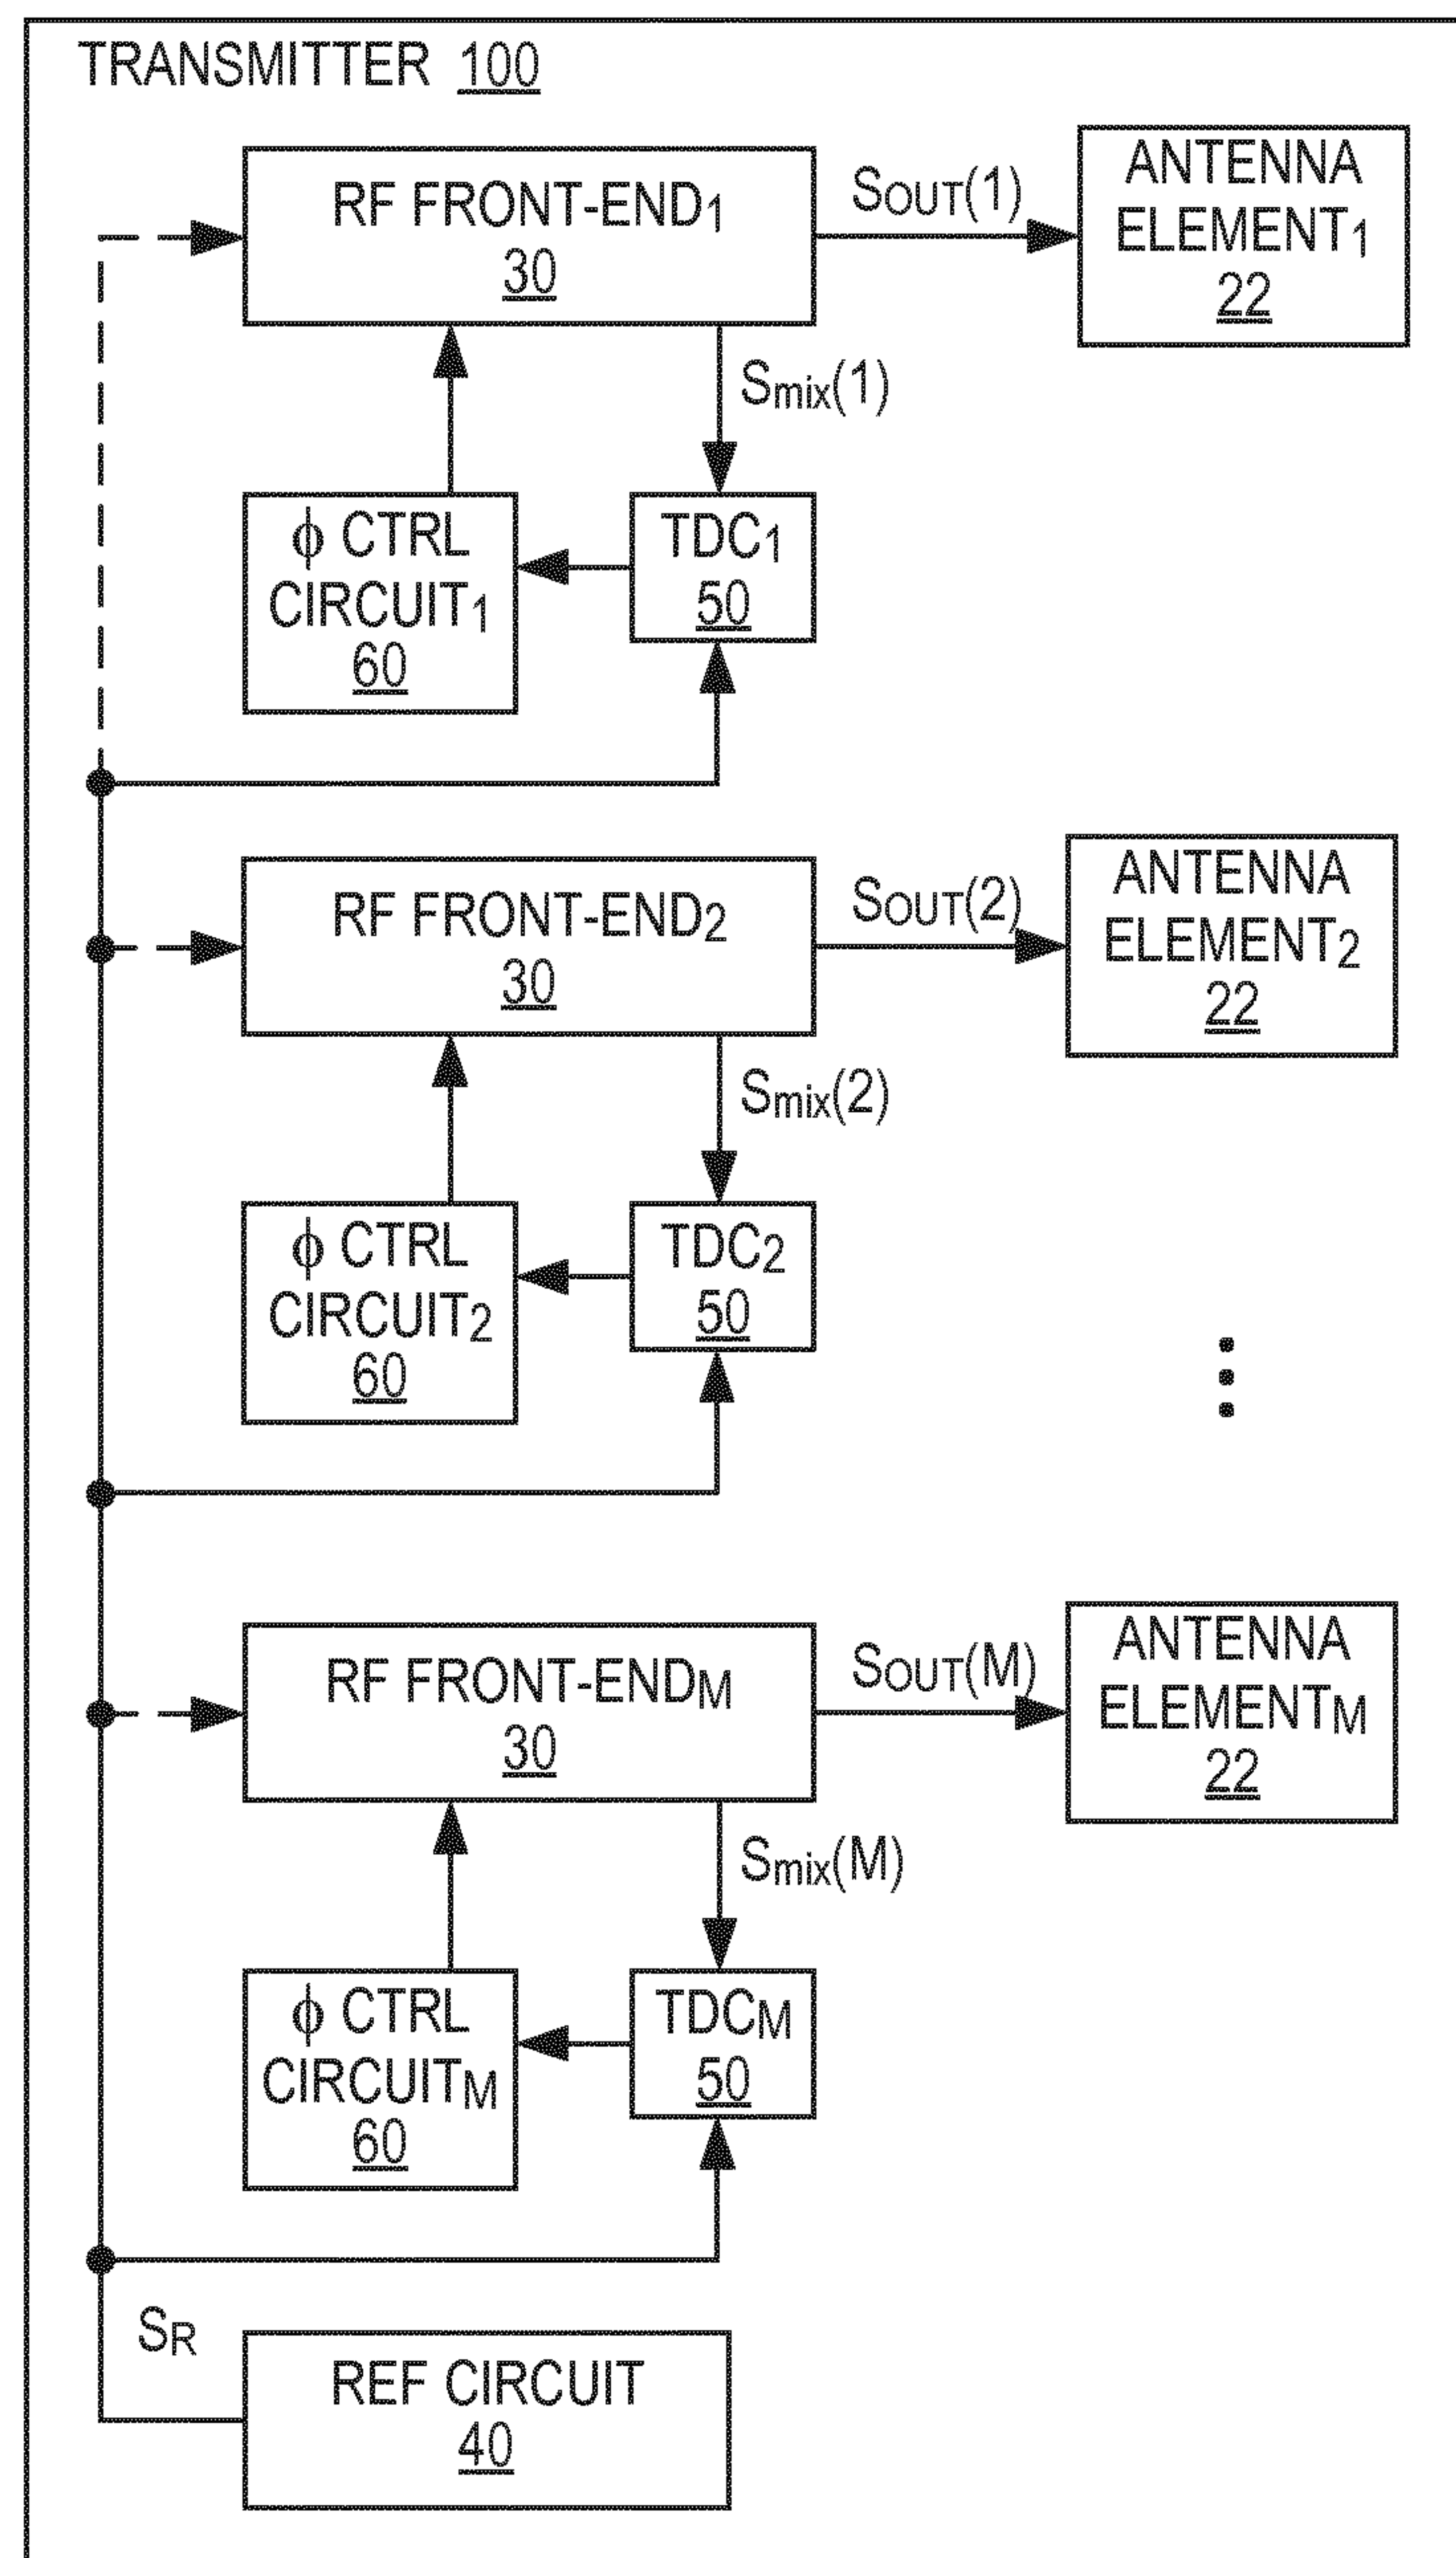 TRANSMITTER 100
RF FRONT-END1
30
SOUT(1)
ANTENNA
ELEMENT1
22
Smix(1)
ϕ CTRL
CIRCUIT1
60
TDC1
50
RF FRONT-END2
30
SOUT(2)
ANTENNA
ELEMENT2
22
Smix(2)
ϕ CTRL
CIRCUIT2
60
TDC2
50
RF FRONT-ENDM
30
SOUT(M)
ANTENNA
ELEMENTM
22
Smix(M)
ϕ CTRL
CIRCUITM
60
TDCM
50
SR
REF CIRCUIT
40